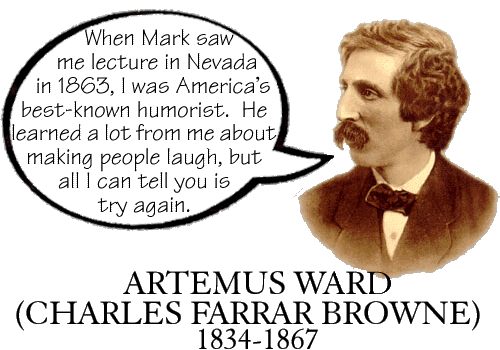 When Mark saw
me lecture in Nevada
in 1863, I was America's
best-known humorist. He
learned a lot from me about
making people laugh, but
all I can tell you is
try again.
ARTEMUS WARD
(CHARLES FARRAR BROWNE)
1834-1867